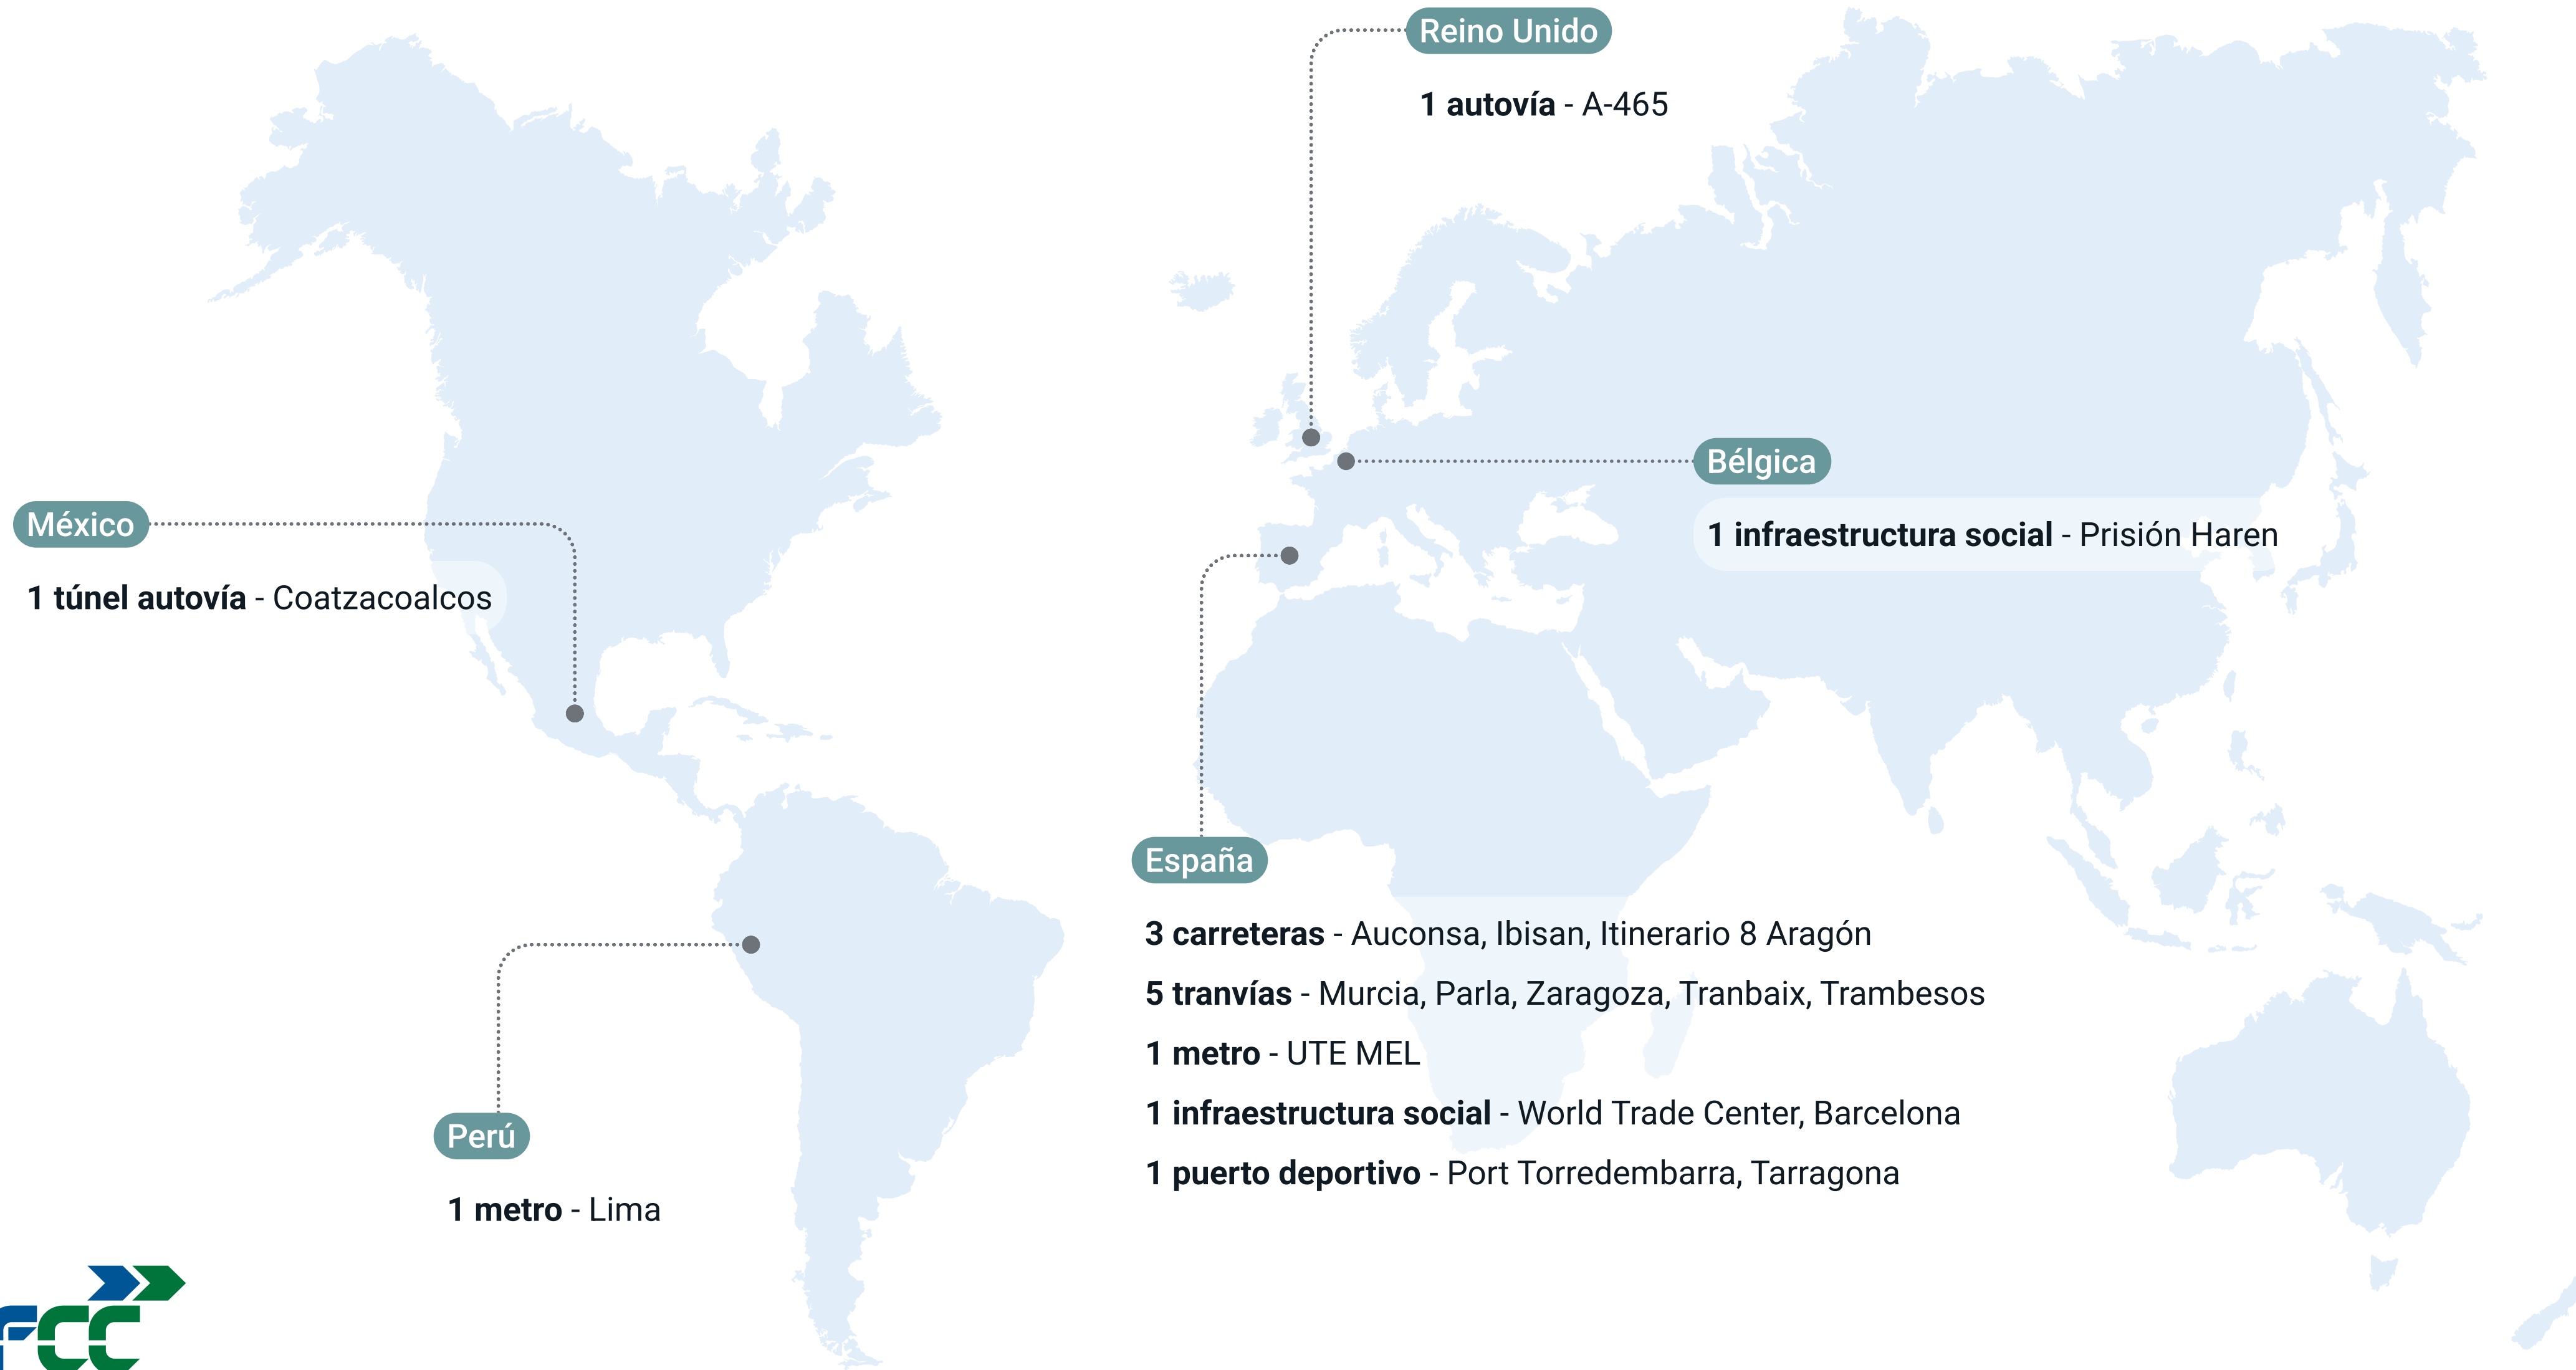 Reino Unido
1 autovía - A-465
Bélgica
1 infraestructura social - Prisión Haren
México
1 túnel autovía - Coatzacoalcos
España
3 carreteras - Auconsa, Ibisan, Itinerario 8 Aragón
5 tranvías - Murcia, Parla, Zaragoza, Tranbaix, Trambesos
1 metro - UTE MEL
1 infraestructura social - World Trade Center, Barcelona
1 puerto deportivo - Port Torredembarra, Tarragona
Perú
1 metro - Lima
FCC